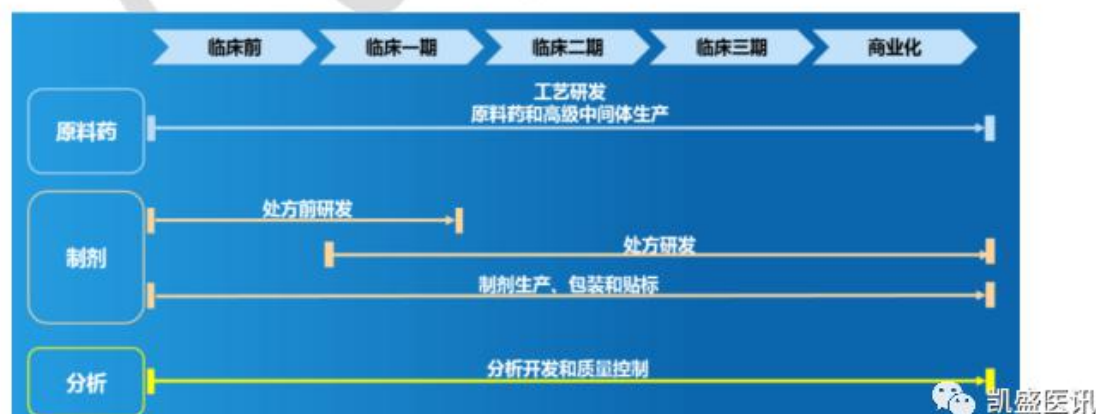 临床前
临床一期
临床二期
临床三期
商业化
原料药
工艺研发
原料药和高级中间体生产
制剂
处方前研发
处方研发
制剂生产、包装和贴标
分析
分析开发和质量控制
凯盛医讯